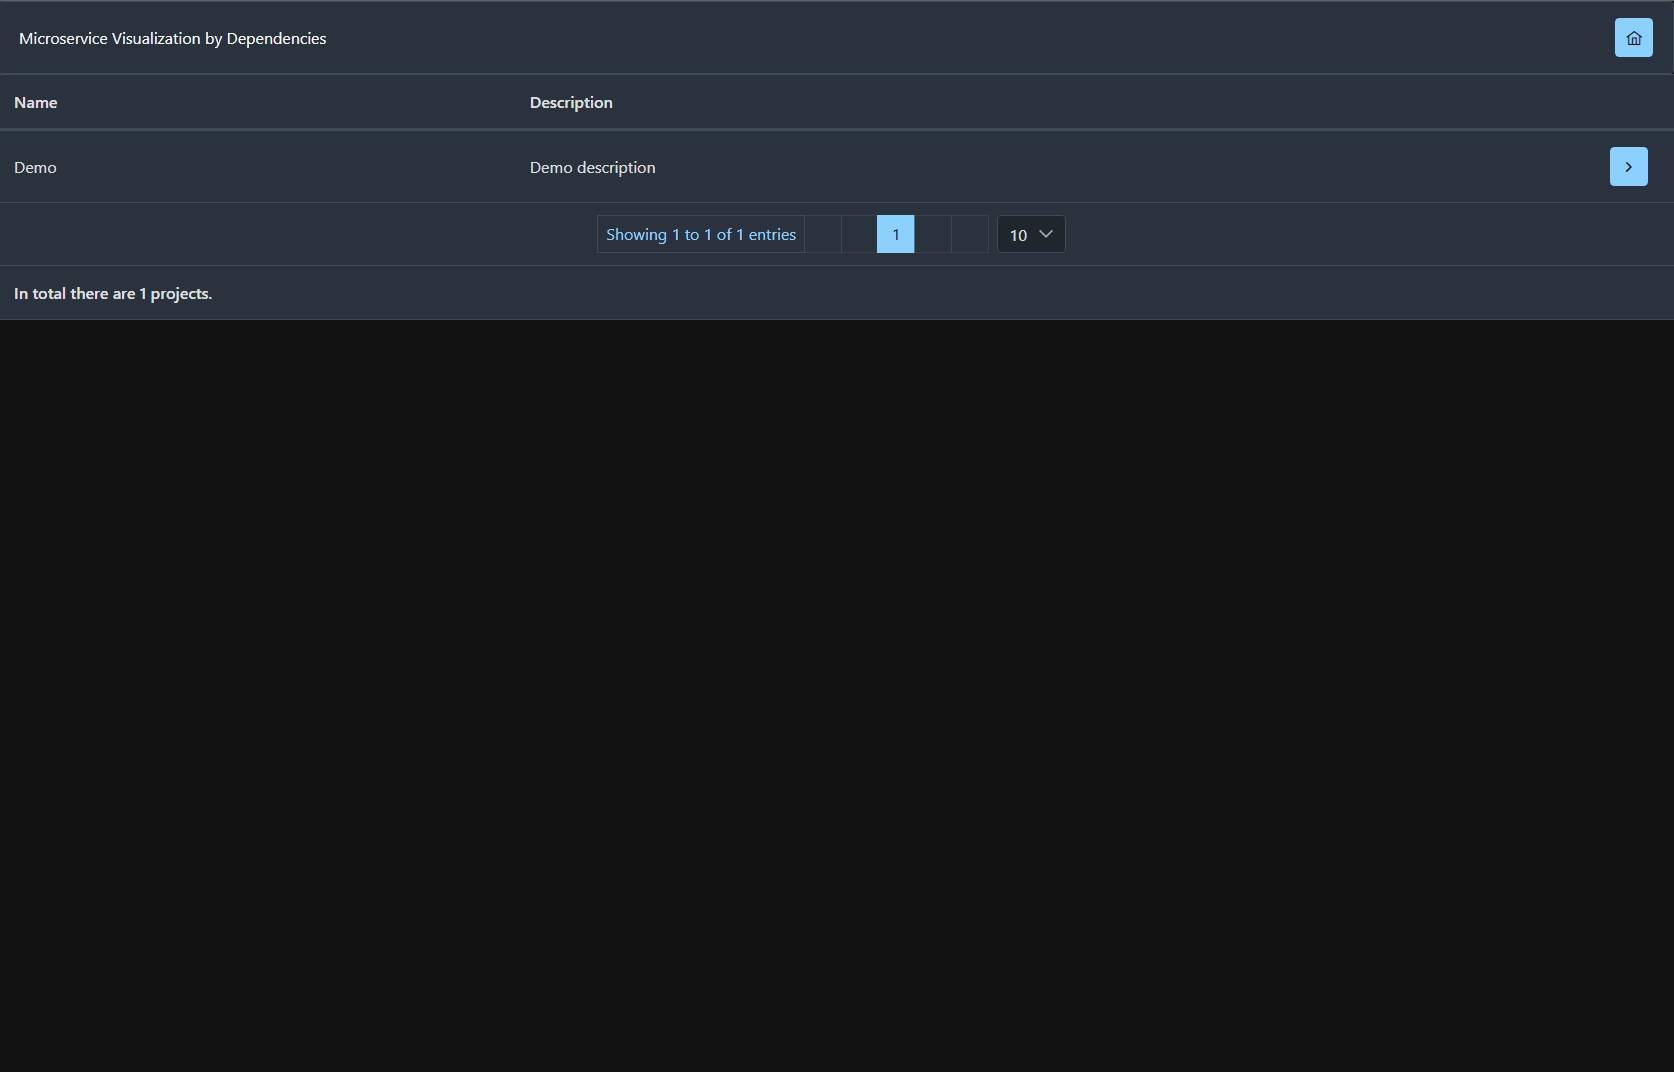 Microservice Visualization by Dependencies
Name Description
Demo Demo description
Showing 1 to 1 of 1 entries 1 10
In total there are 1 projects.